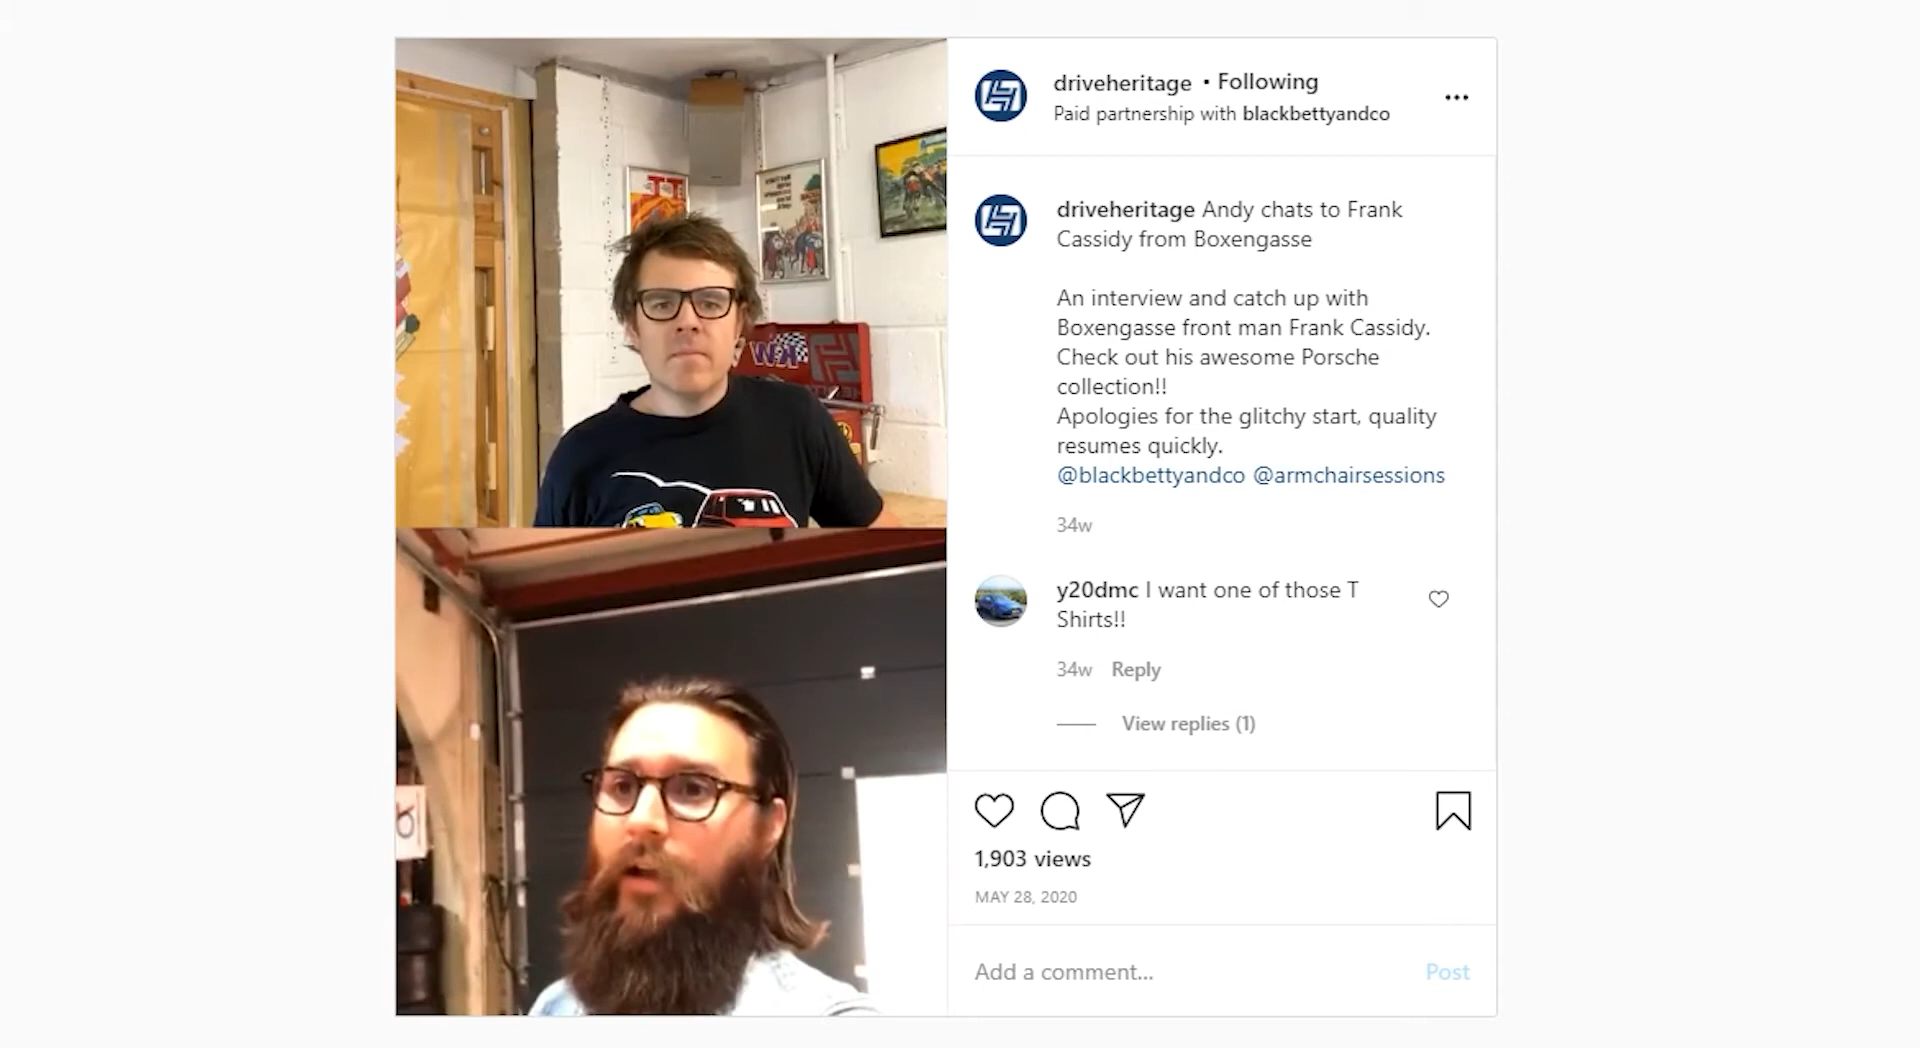 driveheritage • Following
Paid partnership with blackbettyandco
driveheritage Andy chats to Frank
Cassidy from Boxengasse
An interview and catch up with
Boxengasse front man Frank Cassidy.
Check out his awesome Porsche
collection!!
Apologies for the glitchy start, quality
resumes quickly.
@blackbettyandco @armchairsessions
34w
y20dmc I want one of those T
Shirts!!
34w Reply
View replies (1)
1,903 views
MAY 28, 2020
Add a comment... Post